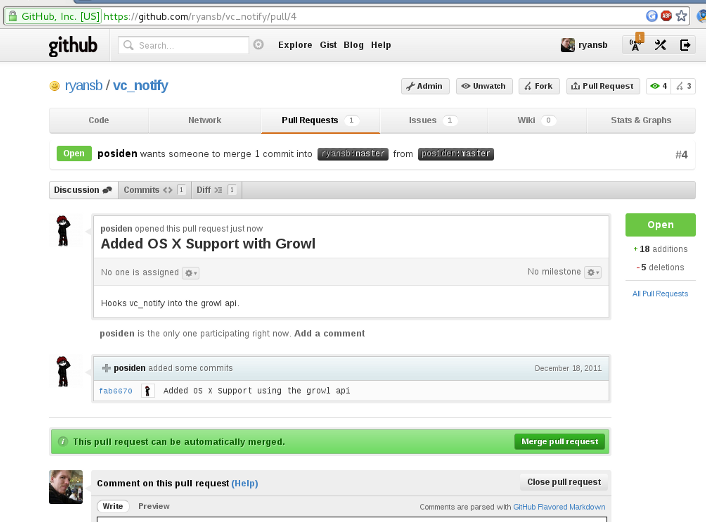 GitHub, Inc. [US] https://github.com/ryansb/vc_notify/pull/4
ABP
github Search... Explore Gist Blog Help ryansb 1
ryansb / vc_notify Admin Unwatch Fork Pull Request 4 3
Code Network Pull Requests 1 Issues 1 Wiki 0 Stats & Graphs
Open posiden wants someone to merge 1 commit into ryansb:master from posiden:master #4
Discussion Commits 1 Diff 1
posiden opened this pull request just now
Added OS X Support with Growl
No one is assigned No milestone
Hooks vc_notify into the growl api.
posiden is the only one participating right now. Add a comment
Open
+ 18 additions
- 5 deletions
All Pull Requests
posiden added some commits December 18, 2011
fab6670 Added OS X Support using the growl api
This pull request can be automatically merged. Merge pull request
Comment on this pull request (Help) Close pull request
Write Preview Comments are parsed with GitHub Flavored Markdown